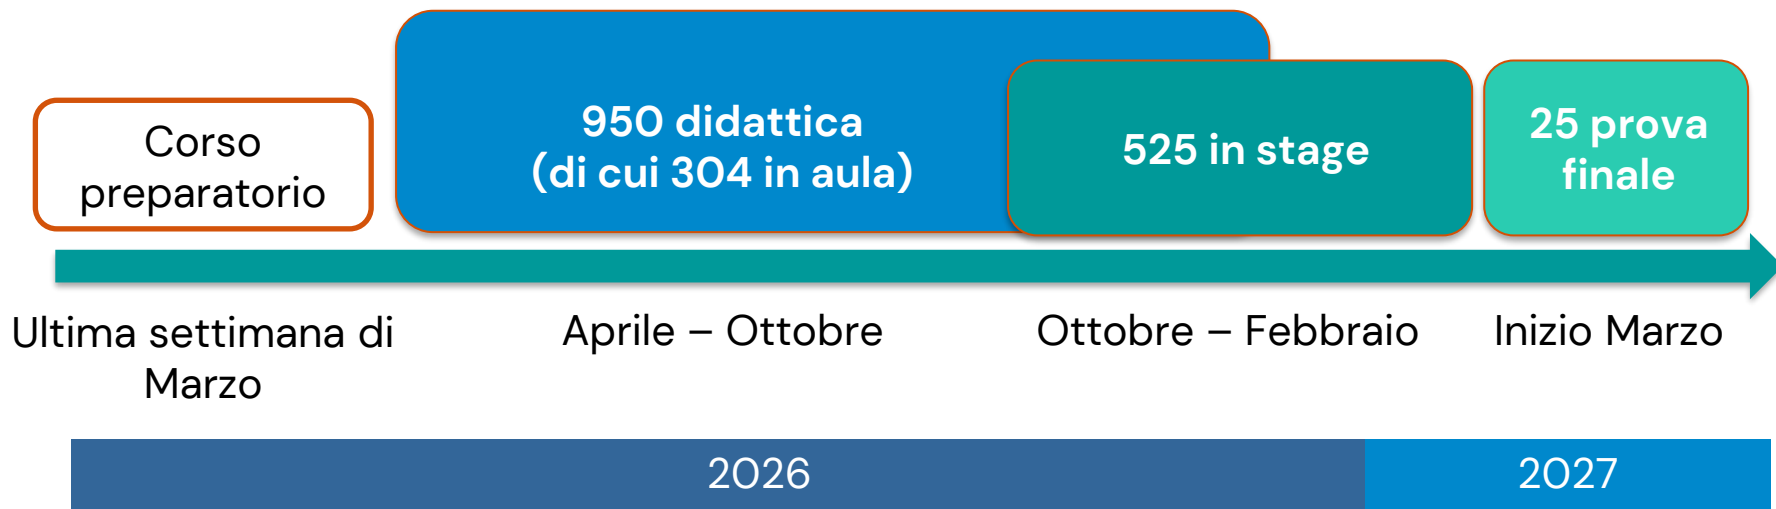 Corso
preparatorio
950 didattica
(di cui 304 in aula)
525 in stage
25 prova
finale
Ultima settimana di
Marzo
Aprile – Ottobre
Ottobre – Febbraio
Inizio Marzo
2026
2027